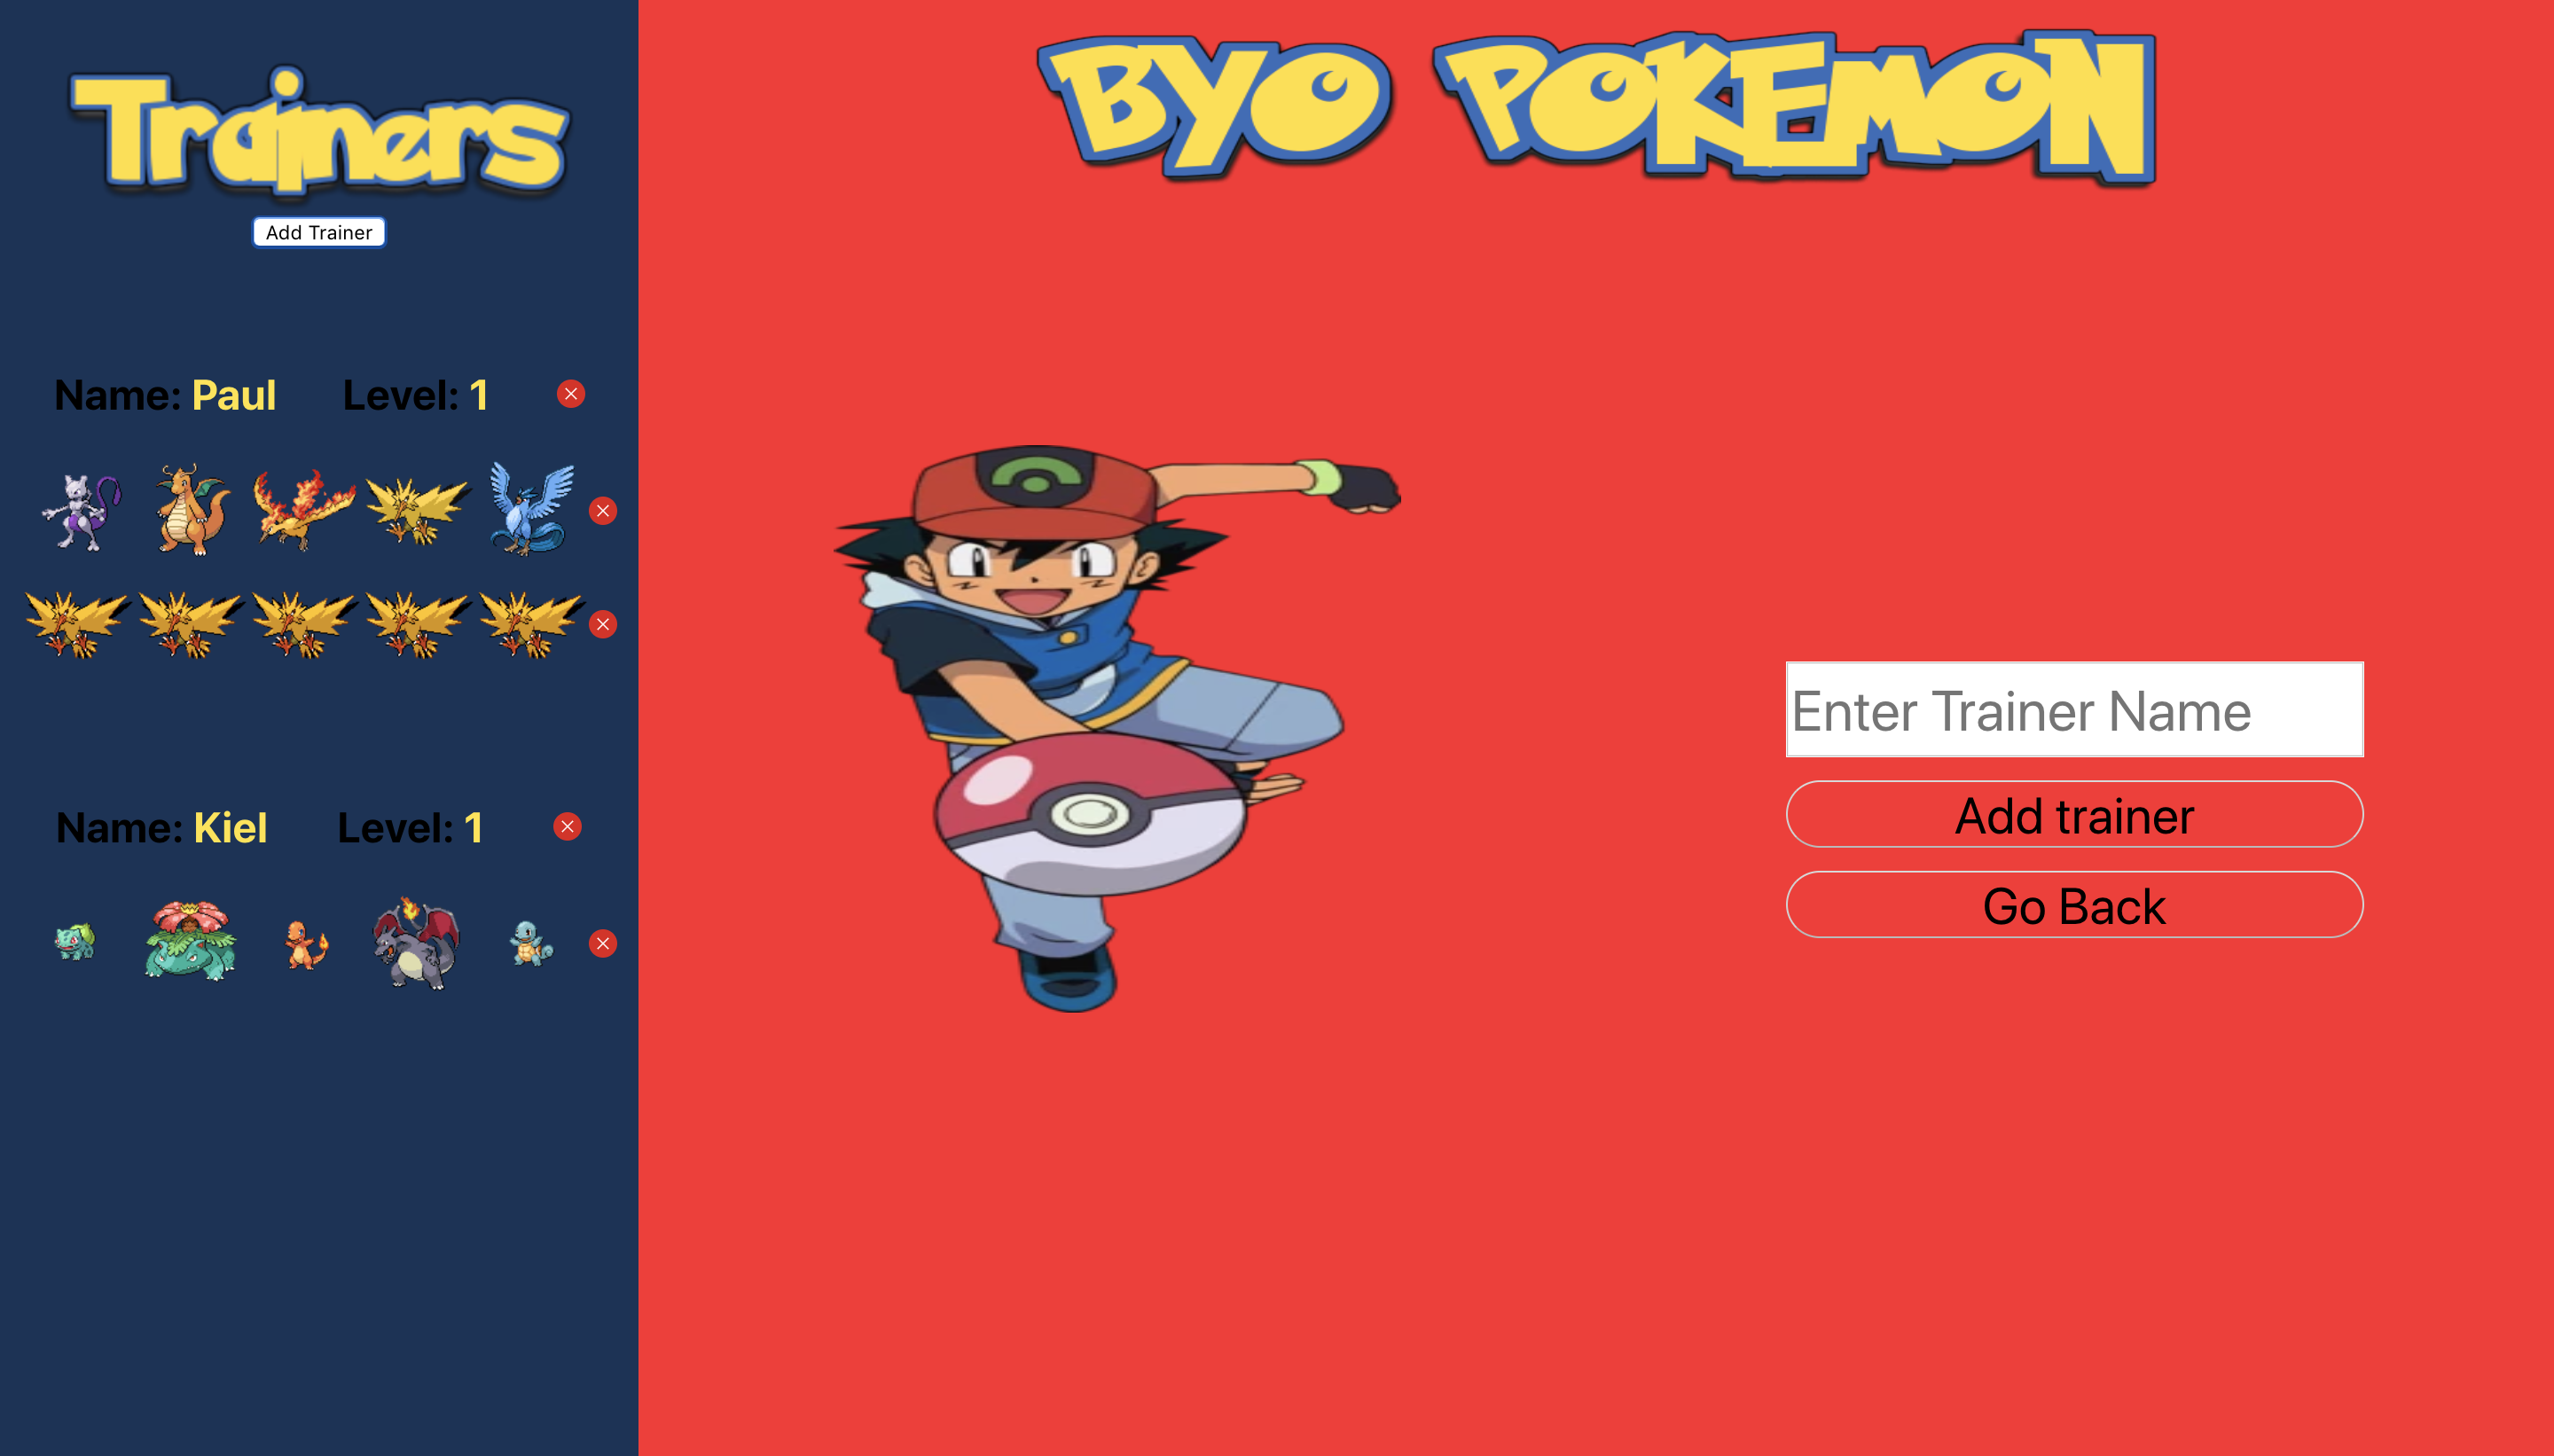 Trainers
Add Trainer
Name: Paul Level: 1
Name: Kiel Level: 1
BYO POKEMON
Enter Trainer Name
Add trainer
Go Back